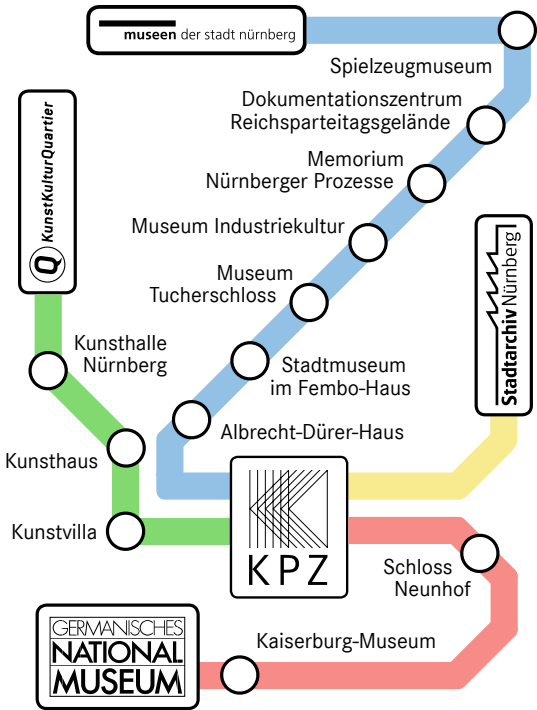 museen der stadt nürnberg
Spielzeugmuseum
Dokumentationszentrum
Reichsparteitagsgelände
Memorium
Nürnberger Prozesse
Museum Industriekultur
Museum
Tucherschloss
Stadtmuseum
im Fembo-Haus
Albrecht-Dürer-Haus
Q KunstKulturQuartier
Kunsthalle
Nürnberg
Kunsthaus
Kunstvilla
Stadtarchiv Nürnberg
KPZ
Schloss
Neunhof
Kaiserburg-Museum
GERMANISCHES
NATIONAL
MUSEUM